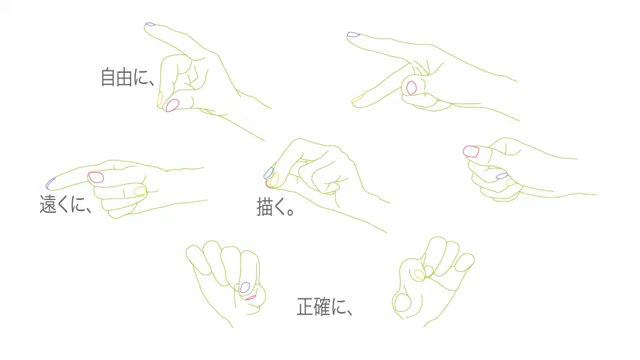 自由に、
遠くに、
描く。
正確に、